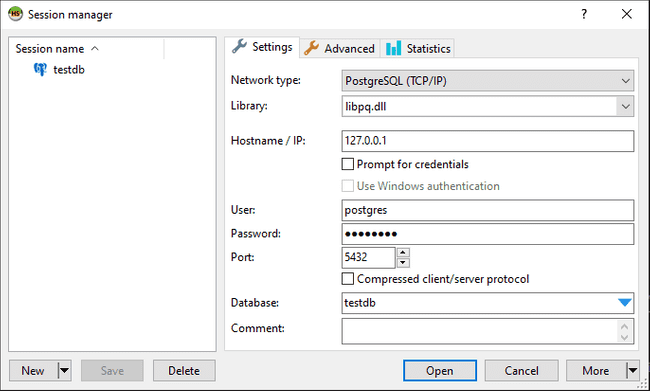 Session manager
Session name
testdb
Settings
Advanced
Statistics
Network type:
PostgreSQL (TCP/IP)
Library:
libpq.dll
Hostname / IP:
127.0.0.1
Prompt for credentials
Use Windows authentication
User:
postgres
Password:
●●●●●●●●
Port:
5432
Compressed client/server protocol
Database:
testdb
Comment:
New
Save
Delete
Open
Cancel
More